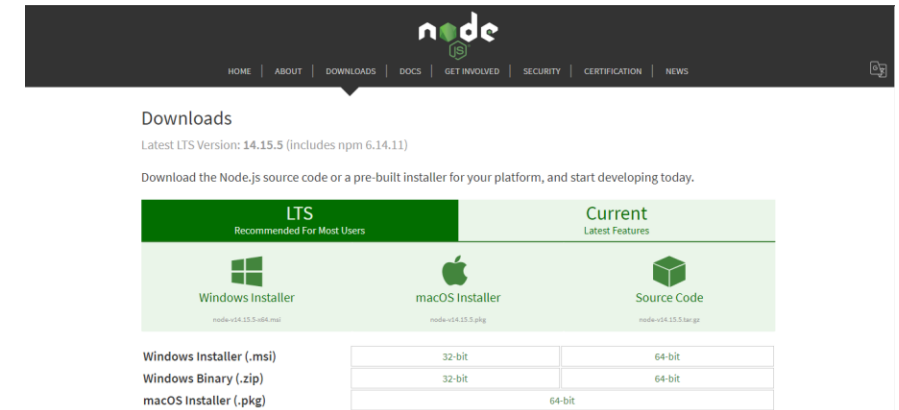 node
JS
HOME | ABOUT | DOWNLOADS | DOCS | GET INVOLVED | SECURITY | CERTIFICATION | NEWS
Downloads
Latest LTS Version: 14.15.5 (includes npm 6.14.11)
Download the Node.js source code or a pre-built installer for your platform, and start developing today.
LTS
Recommended For Most Users
Current
Latest Features
Windows Installer
node-v14.15.5-x64.msi
macOS Installer
node-v14.15.5.pkg
Source Code
node-v14.15.5.tar.gz
Windows Installer (.msi) 32-bit 64-bit
Windows Binary (.zip) 32-bit 64-bit
macOS Installer (.pkg) 64-bit